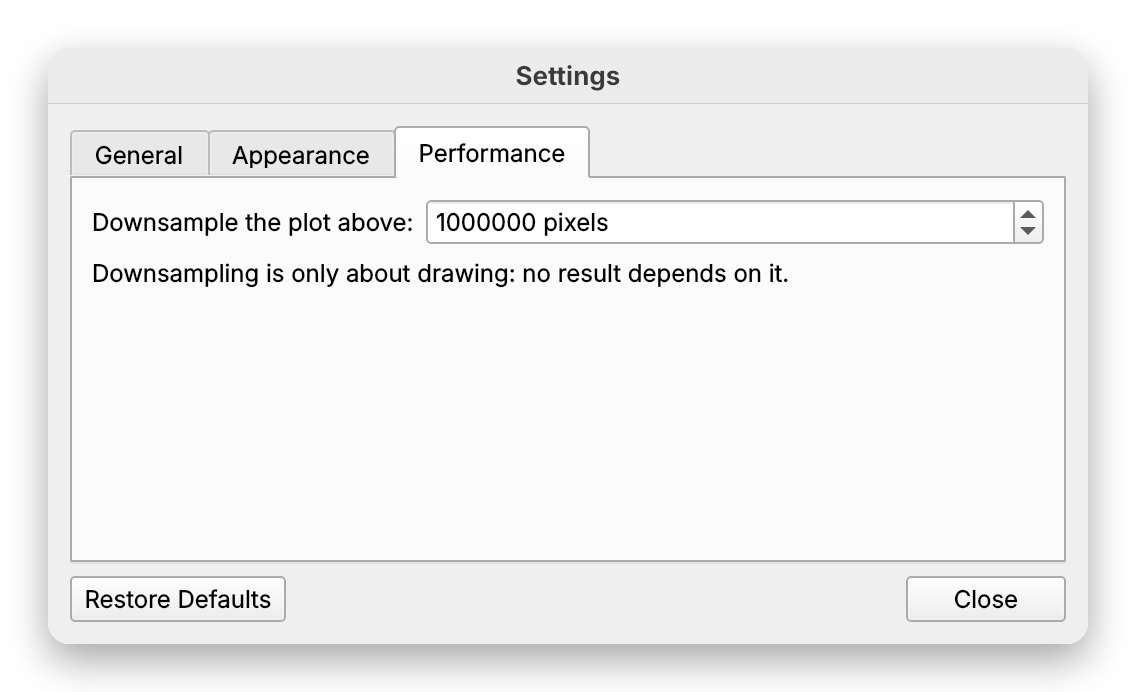 Settings
General Appearance Performance
Downsample the plot above: 1000000 pixels
Downsampling is only about drawing: no result depends on it.
Restore Defaults Close